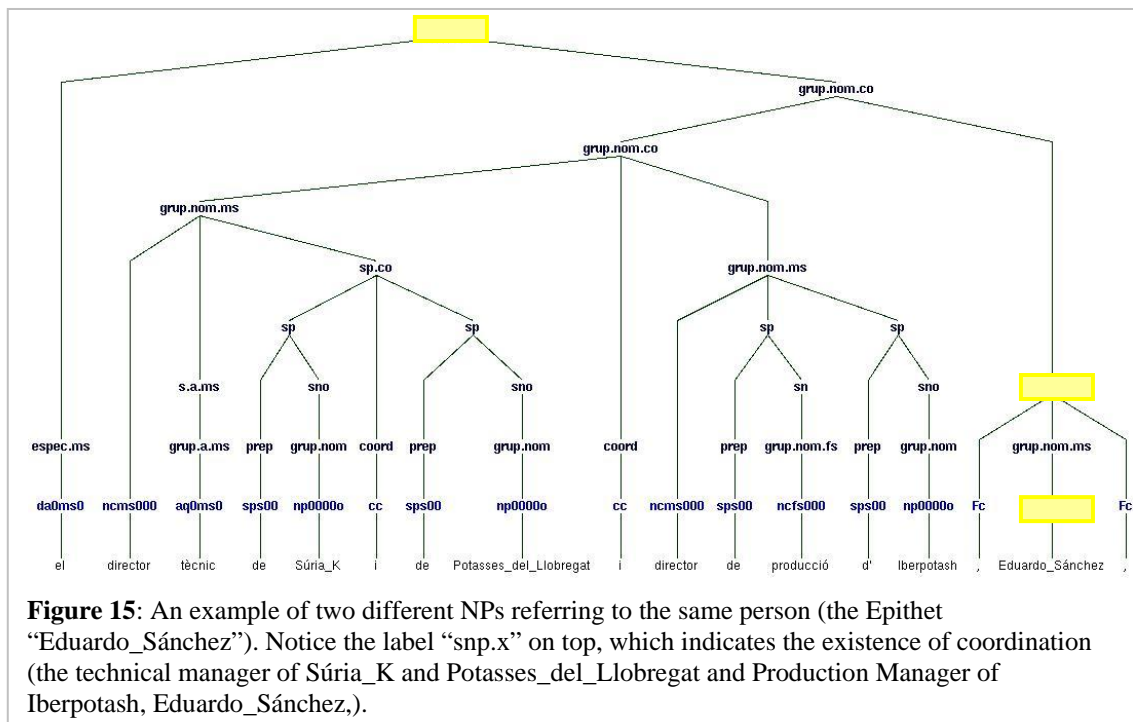 grup.nom.co
grup.nom.co
grup.nom.ms
sp.co grup.nom.ms
sp sp sp sp
s.a.ms sno sno sn sno
espec.ms grup.a.ms prep grup.nom coord prep grup.nom coord prep grup.nom.fs prep grup.nom grup.nom.ms
da0ms0 ncms000 aq0ms0 sps00 np0000o cc sps00 np0000o cc ncms000 sps00 ncfs000 sps00 np0000o Fc Fc
el director tècnic de Súria_K i de Potasses_del_Llobregat i director de producció d' Iberpotash , Eduardo_Sánchez ,
Figure 15: An example of two different NPs referring to the same person (the Epithet
“Eduardo_Sánchez”). Notice the label “snp.x” on top, which indicates the existence of coordination
(the technical manager of Súria_K and Potasses_del_Llobregat and Production Manager of
Iberpotash, Eduardo_Sánchez,).